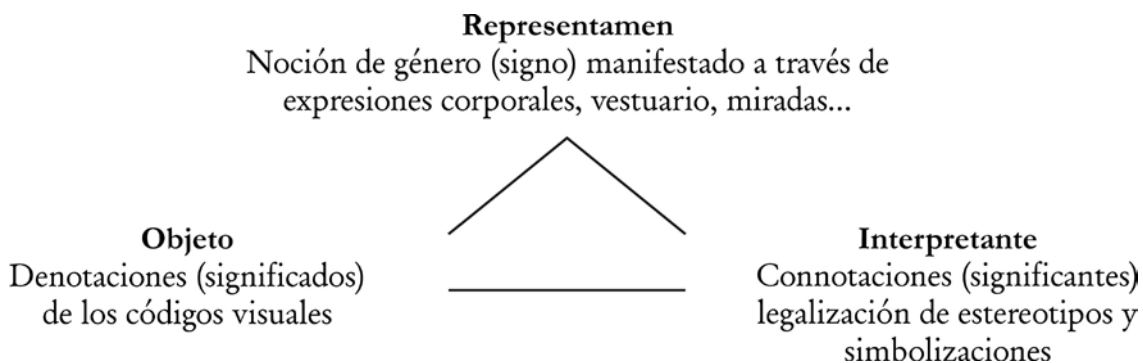 Representamen
Noción de género (signo) manifestado a través de
expresiones corporales, vestuario, miradas...
Objeto
Denotaciones (significados)
de los códigos visuales
Interpretante
Connotaciones (significantes)
legalización de estereotipos y
simbolizaciones